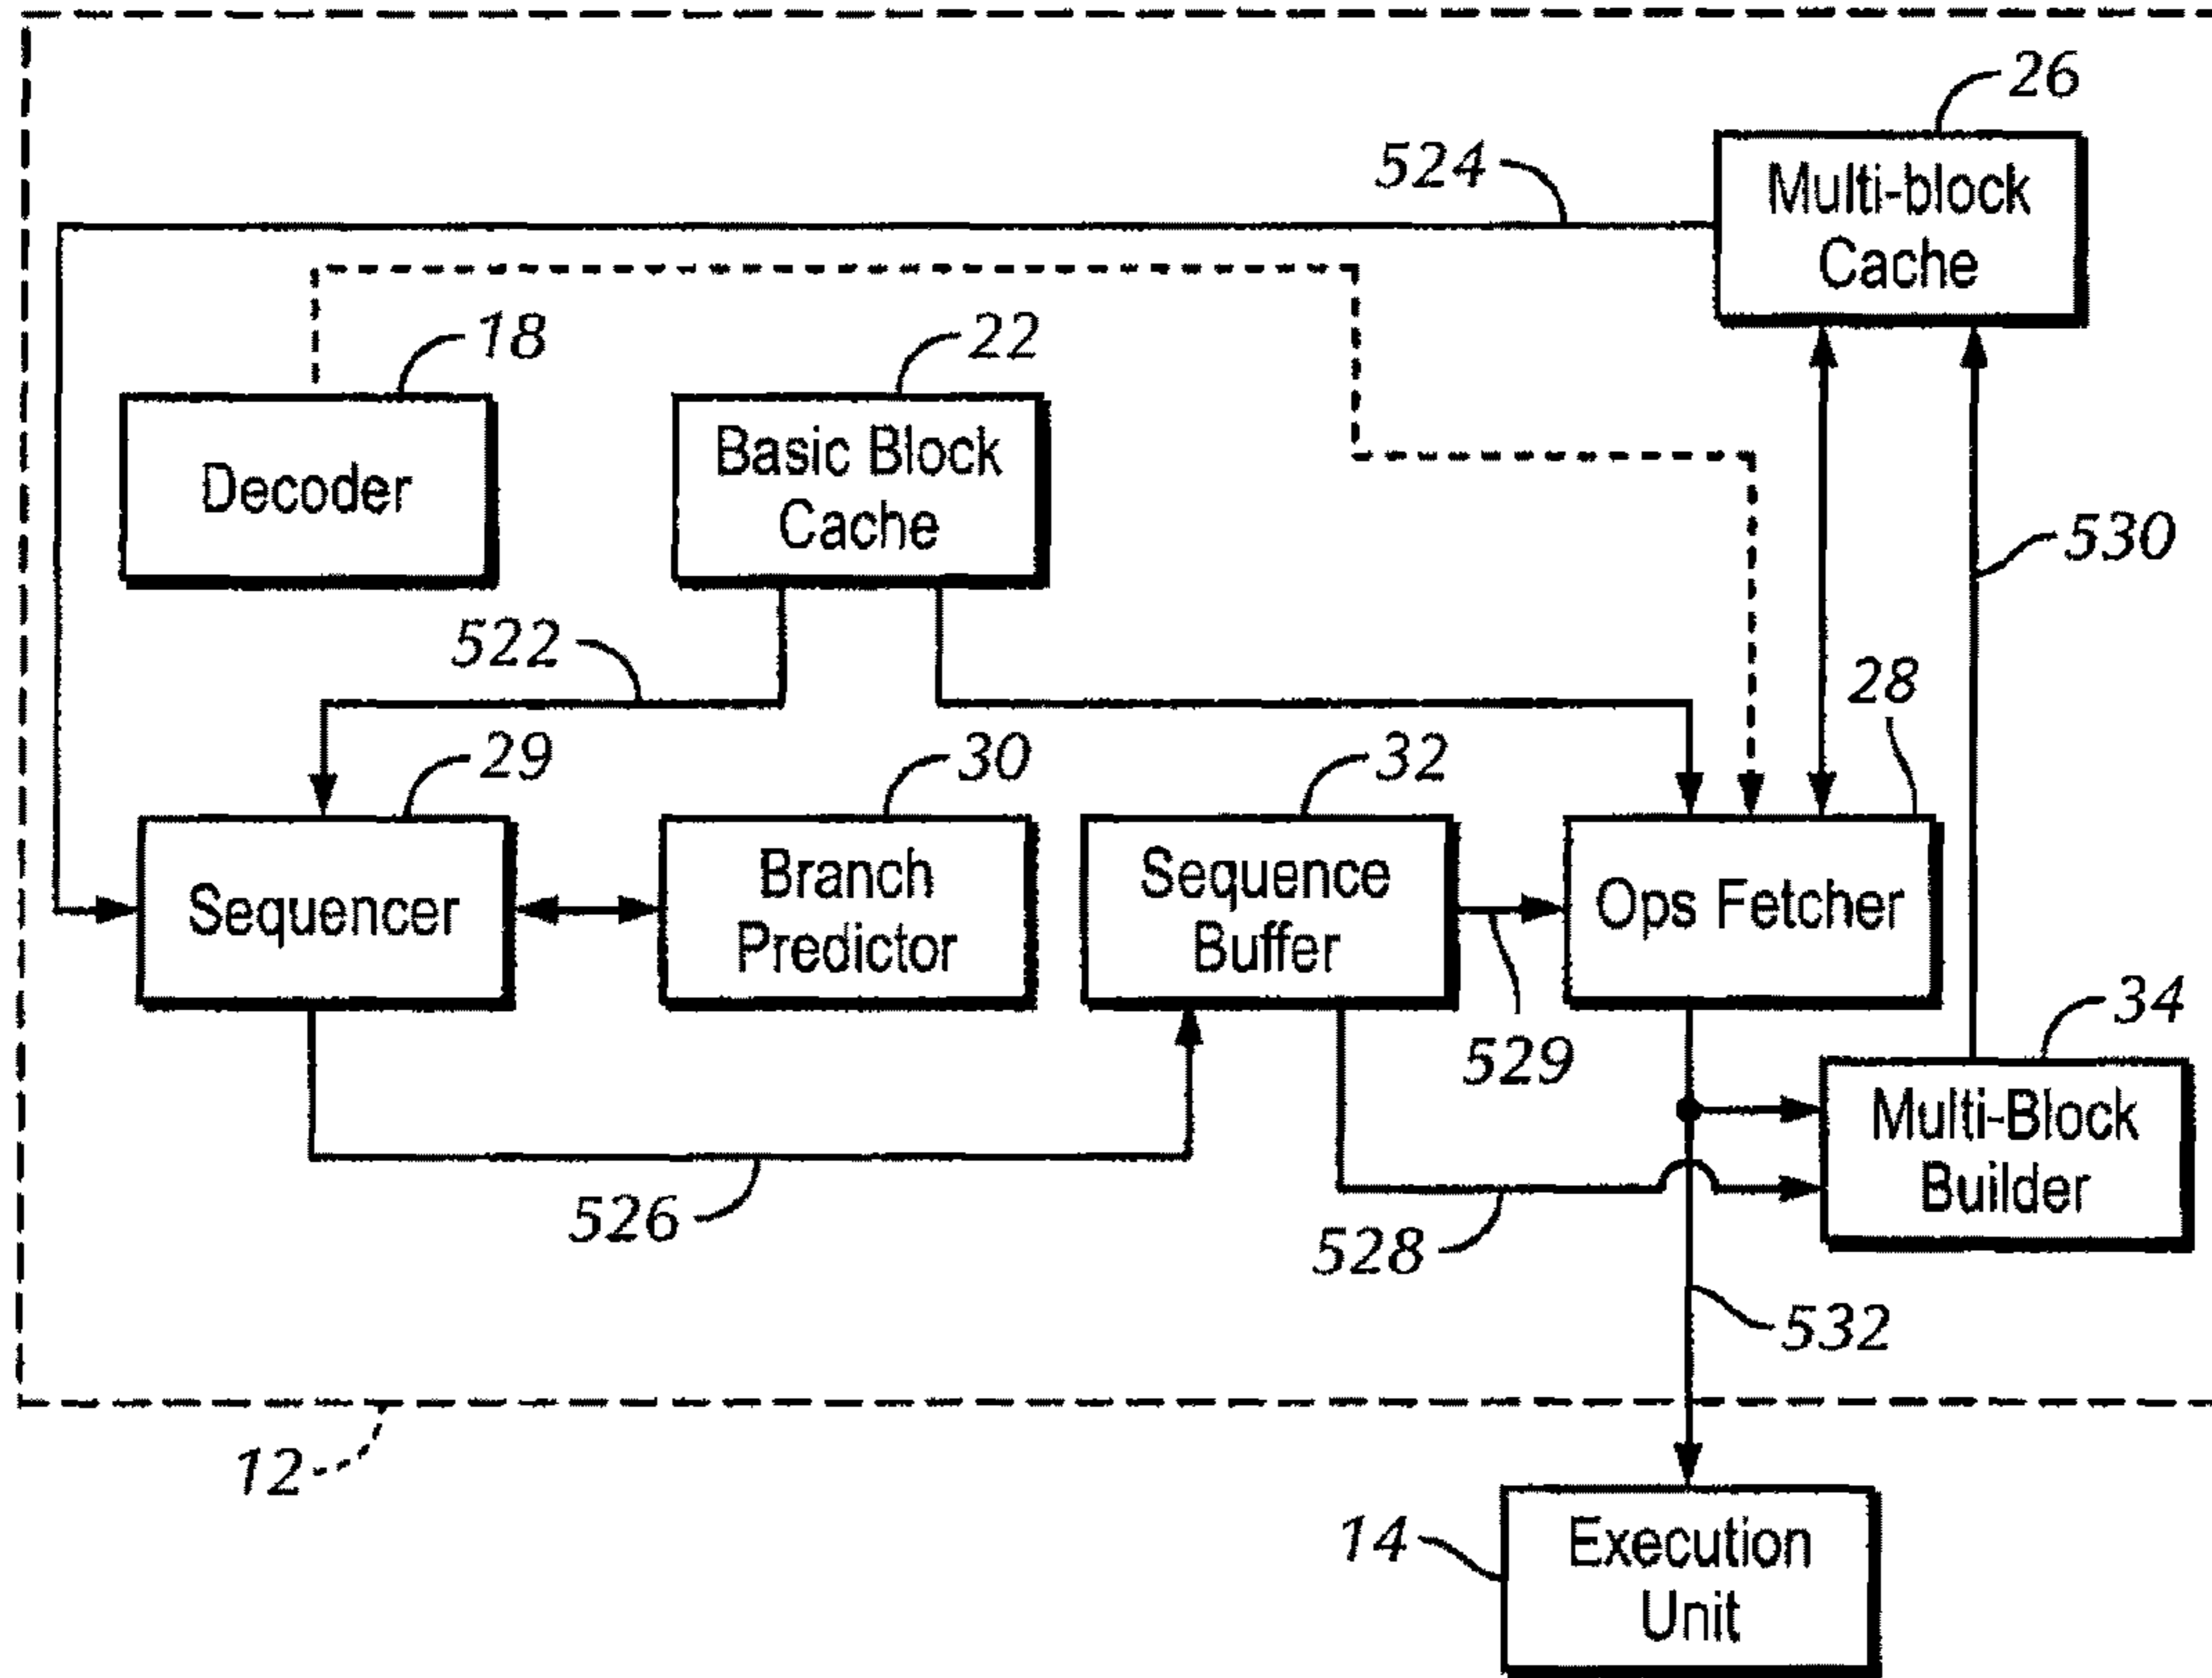 26
Multi-block
Cache
524
18
Decoder
22
Basic Block
Cache
530
522
28
29
Sequencer
30
Branch
Predictor
32
Sequence
Buffer
Ops Fetcher
529
34
Multi-Block
Builder
526
528
532
12
14
Execution
Unit